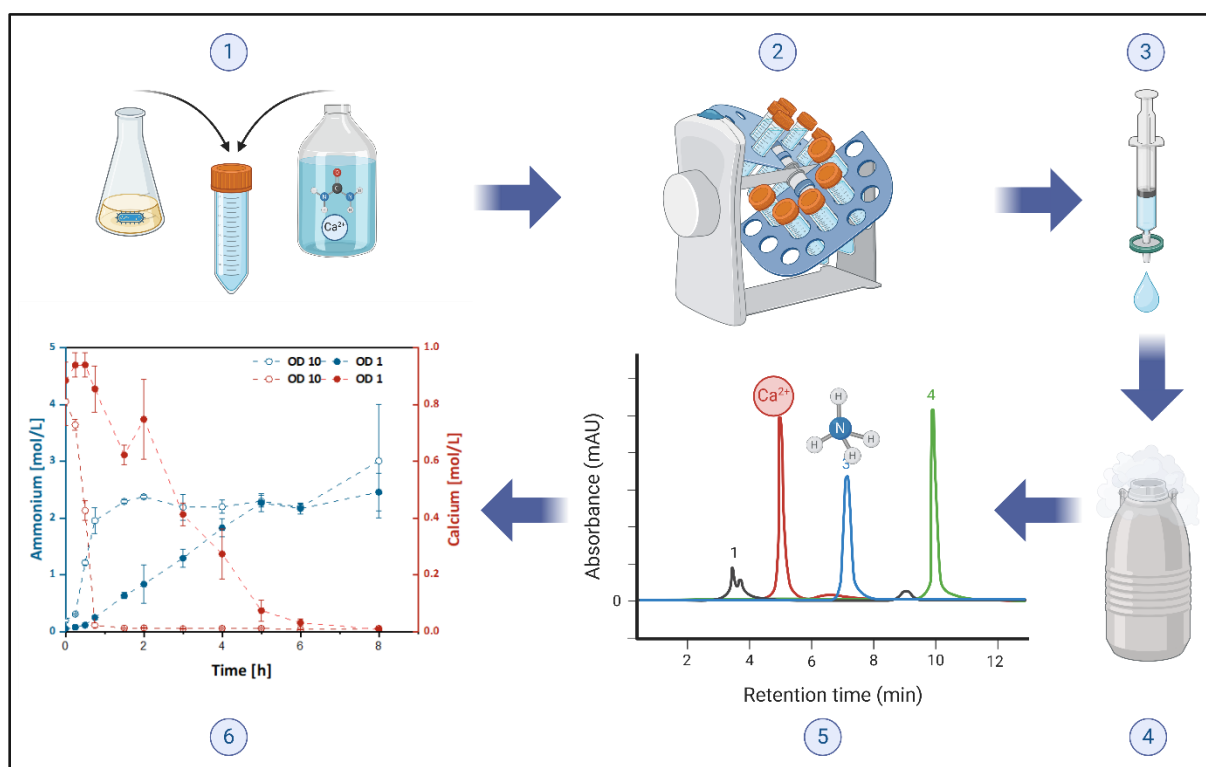 1
2
3
Ca²⁺
5
4
3
2
1
0
1.0
0.8
0.6
0.4
0.2
0.0
OD 10 OD 1
OD 10 OD 1
Ammonium [mol/L]
Calcium [mol/L]
0 2 4 6 8
Time [h]
Absorbance (mAU)
0
1
Ca²⁺
H
N
H H
H
3
4
2 4 6 8 10 12
Retention time (min)
6
5
4